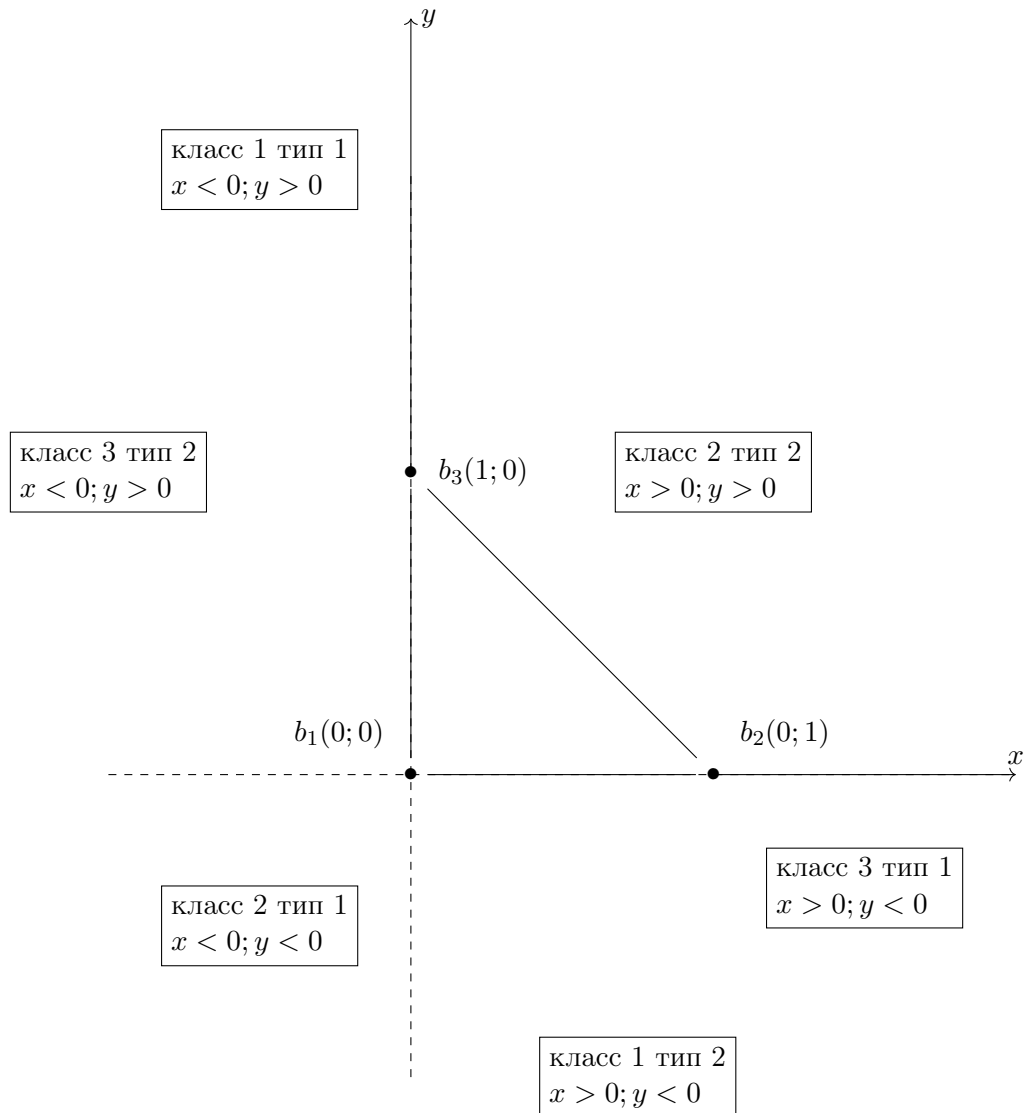 y
класс 1 тип 1
x < 0; y > 0
класс 3 тип 2
x < 0; y > 0
b₃(1; 0)
класс 2 тип 2
x > 0; y > 0
b₁(0; 0)
b₂(0; 1)
x
класс 3 тип 1
x > 0; y < 0
класс 2 тип 1
x < 0; y < 0
класс 1 тип 2
x > 0; y < 0